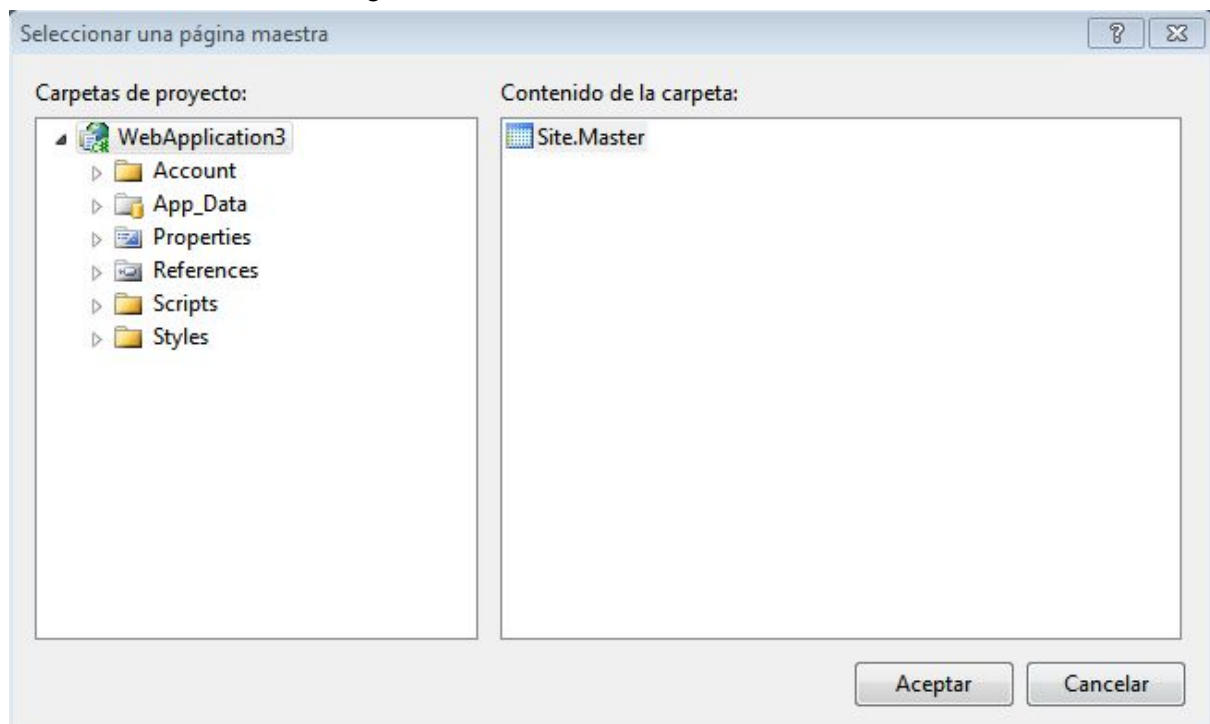 Seleccionar una página maestra
Carpetas de proyecto:
WebApplication3
Account
App_Data
Properties
References
Scripts
Styles
Contenido de la carpeta:
Site.Master
Aceptar
Cancelar